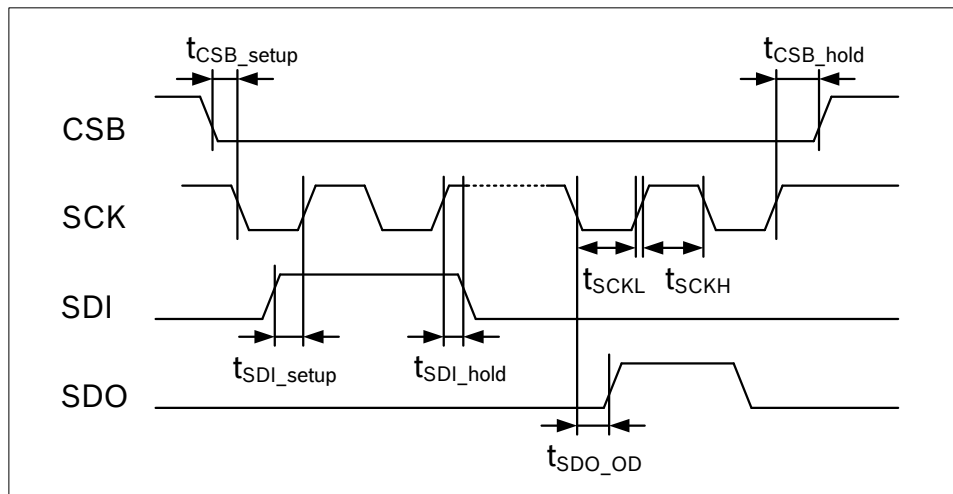 tCSB_setup
tCSB_hold
CSB
SCK
tSCKL
tSCKH
SDI
tSDI_setup
tSDI_hold
SDO
tSDO_OD